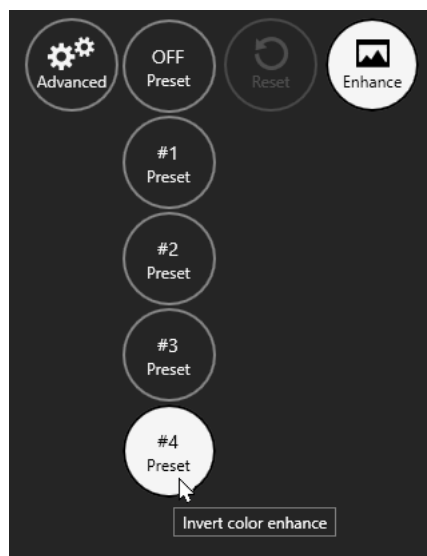 OFF
Advanced Preset Reset Enhance
#1
Preset
#2
Preset
#3
Preset
#4
Preset
Invert color enhance